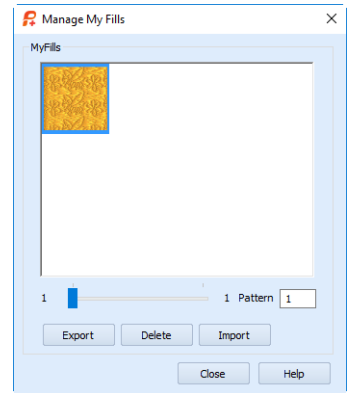 Manage My Fills
MyFills
1 1 Pattern 1
Export Delete Import
Close Help